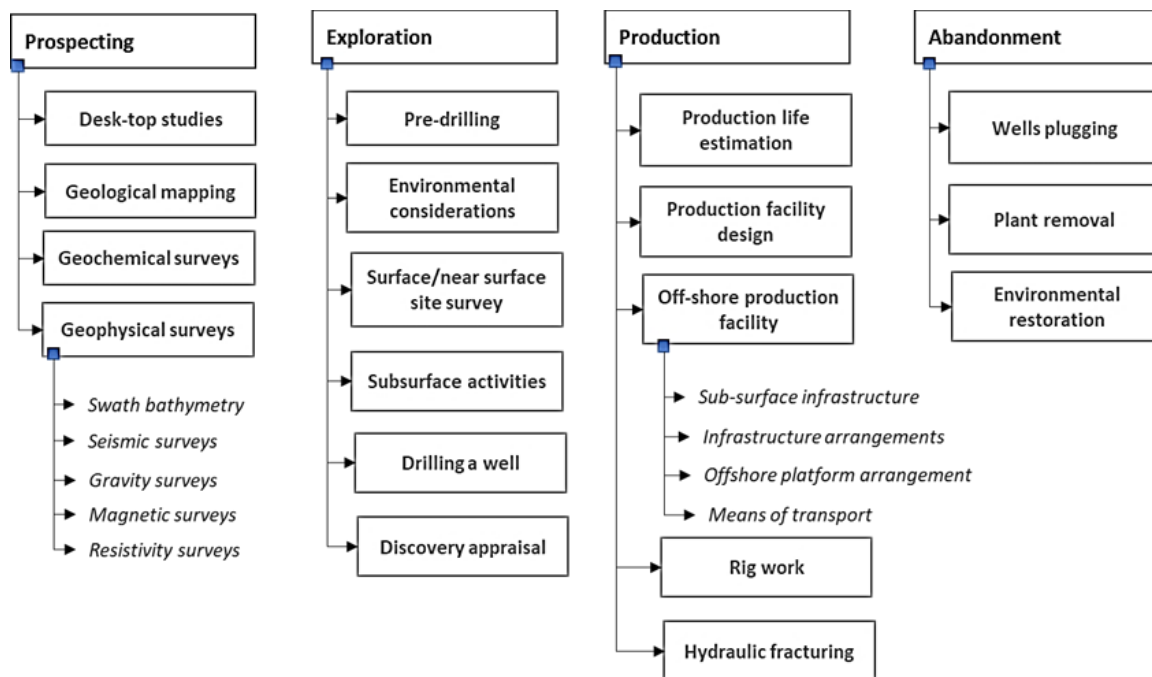 Prospecting
Desk-top studies
Geological mapping
Geochemical surveys
Geophysical surveys
Swath bathymetry
Seismic surveys
Gravity surveys
Magnetic surveys
Resistivity surveys
Exploration
Pre-drilling
Environmental
considerations
Surface/near surface
site survey
Subsurface activities
Drilling a well
Discovery appraisal
Production
Production life
estimation
Production facility
design
Off-shore production
facility
Sub-surface infrastructure
Infrastructure arrangements
Offshore platform arrangement
Means of transport
Rig work
Hydraulic fracturing
Abandonment
Wells plugging
Plant removal
Environmental
restoration